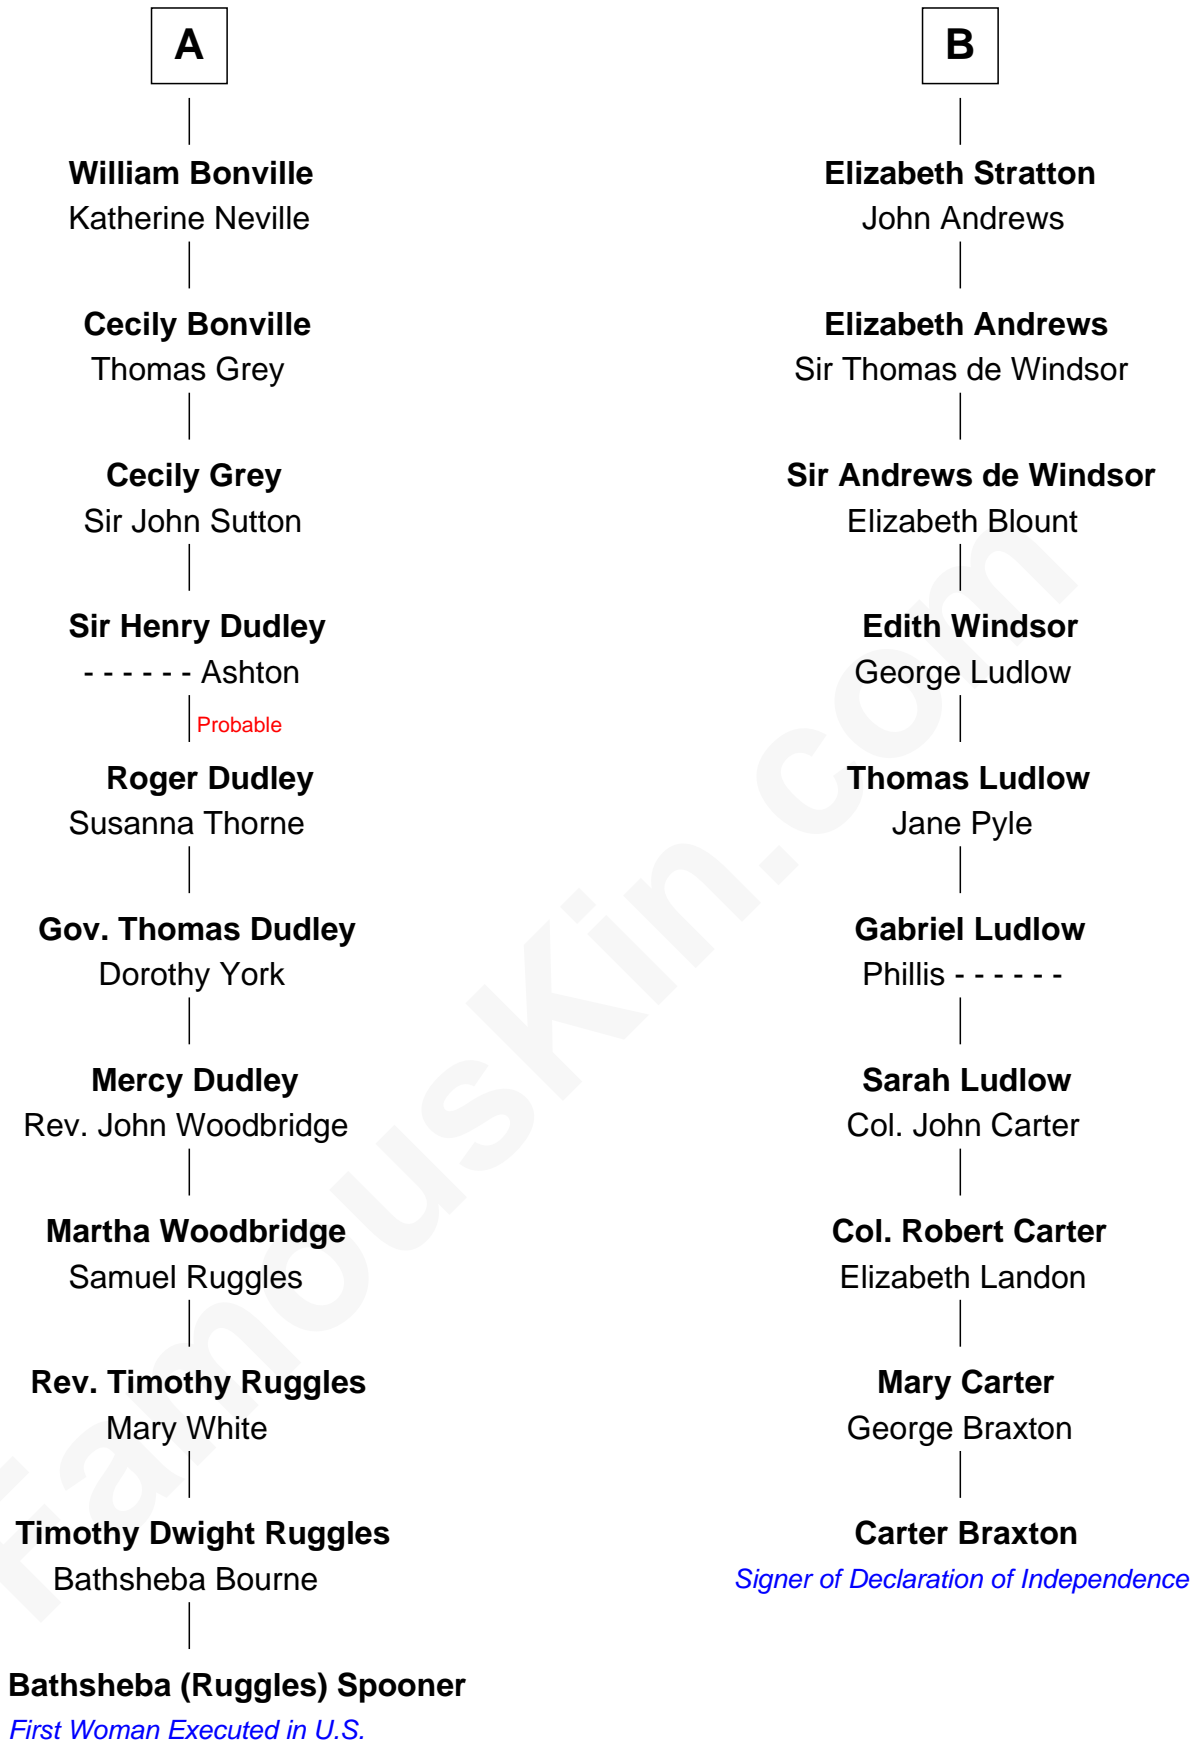 A
William Bonville
Katherine Neville
Cecily Bonville
Thomas Grey
Cecily Grey
Sir John Sutton
Sir Henry Dudley
- - - - - - Ashton
Probable
Roger Dudley
Susanna Thorne
Gov. Thomas Dudley
Dorothy York
Mercy Dudley
Rev. John Woodbridge
Martha Woodbridge
Samuel Ruggles
Rev. Timothy Ruggles
Mary White
Timothy Dwight Ruggles
Bathsheba Bourne
Bathsheba (Ruggles) Spooner
First Woman Executed in U.S.
B
Elizabeth Stratton
John Andrews
Elizabeth Andrews
Sir Thomas de Windsor
Sir Andrews de Windsor
Elizabeth Blount
Edith Windsor
George Ludlow
Thomas Ludlow
Jane Pyle
Gabriel Ludlow
Phillis - - - - - -
Sarah Ludlow
Col. John Carter
Col. Robert Carter
Elizabeth Landon
Mary Carter
George Braxton
Carter Braxton
Signer of Declaration of Independence
FamousKin.com